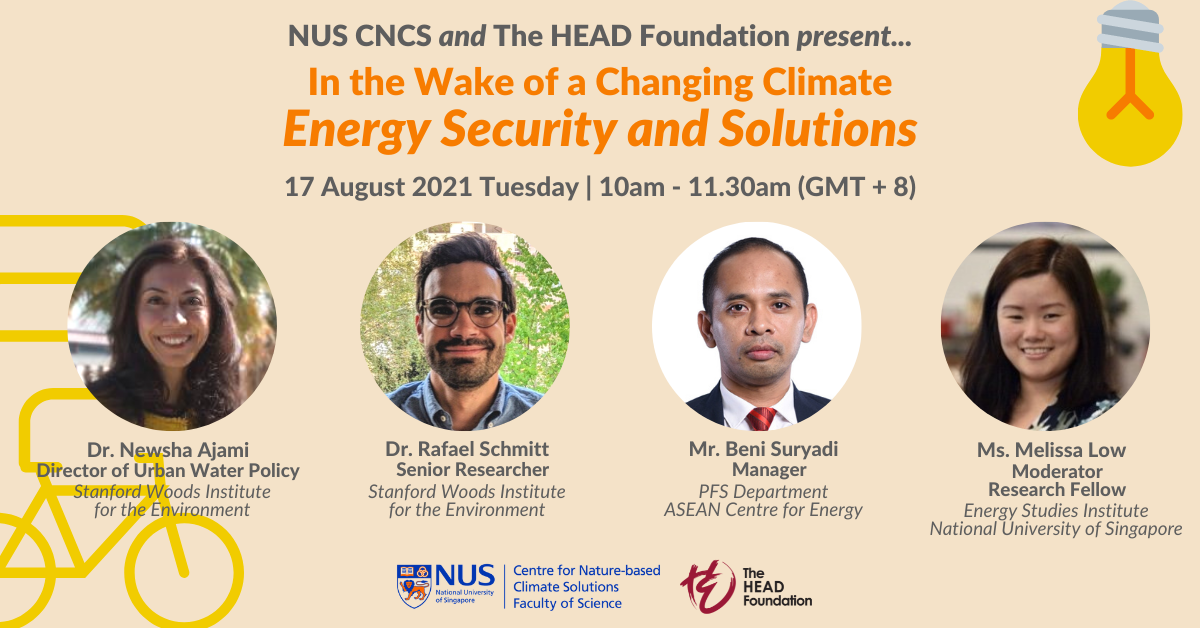 NUS CNCS and The HEAD Foundation present...
In the Wake of a Changing Climate
Energy Security and Solutions
17 August 2021 Tuesday | 10am - 11.30am (GMT + 8)
Dr. Newsha Ajami
Director of Urban Water Policy
Stanford Woods Institute
for the Environment
Dr. Rafael Schmitt
Senior Researcher
Stanford Woods Institute
for the Environment
Mr. Beni Suryadi
Manager
PFS Department
ASEAN Centre for Energy
Ms. Melissa Low
Moderator
Research Fellow
Energy Studies Institute
National University of Singapore
NUS
National University
of Singapore
Centre for Nature-based
Climate Solutions
Faculty of Science
The
HEAD
Foundation